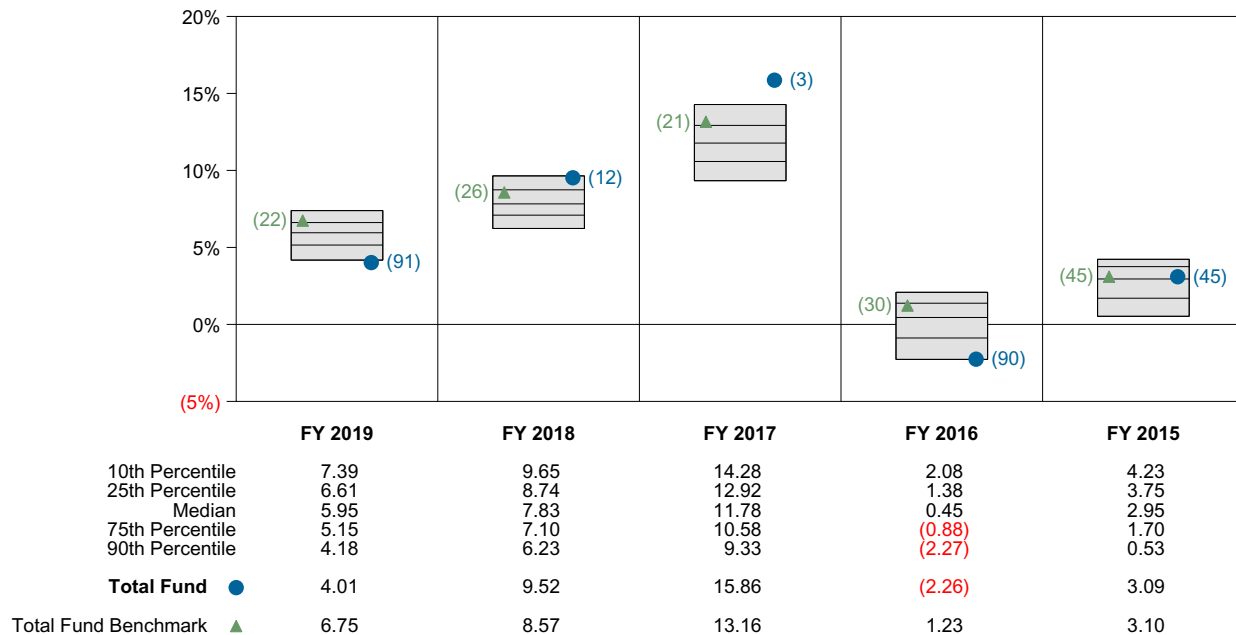 20%
15%
10%
5%
0%
(5%)
(22)
(91)
(26)
(12)
(21)
(3)
(30)
(90)
(45)
(45)
FY 2019 FY 2018 FY 2017 FY 2016 FY 2015
10th Percentile 7.39 9.65 14.28 2.08 4.23
25th Percentile 6.61 8.74 12.92 1.38 3.75
Median 5.95 7.83 11.78 0.45 2.95
75th Percentile 5.15 7.10 10.58 (0.88) 1.70
90th Percentile 4.18 6.23 9.33 (2.27) 0.53
Total Fund 4.01 9.52 15.86 (2.26) 3.09
Total Fund Benchmark 6.75 8.57 13.16 1.23 3.10